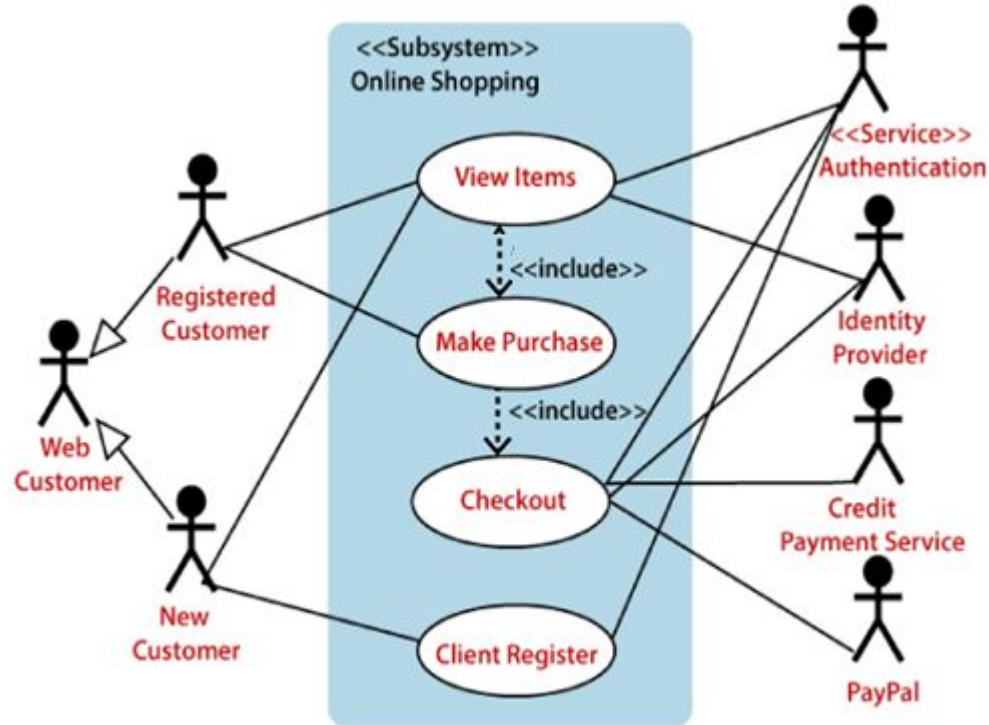 <<Subsystem>>
Online Shopping
View Items
<<include>>
Make Purchase
<<include>>
Checkout
Client Register
Registered
Customer
Web
Customer
New
Customer
<<Service>>
Authentication
Identity
Provider
Credit
Payment Service
PayPal